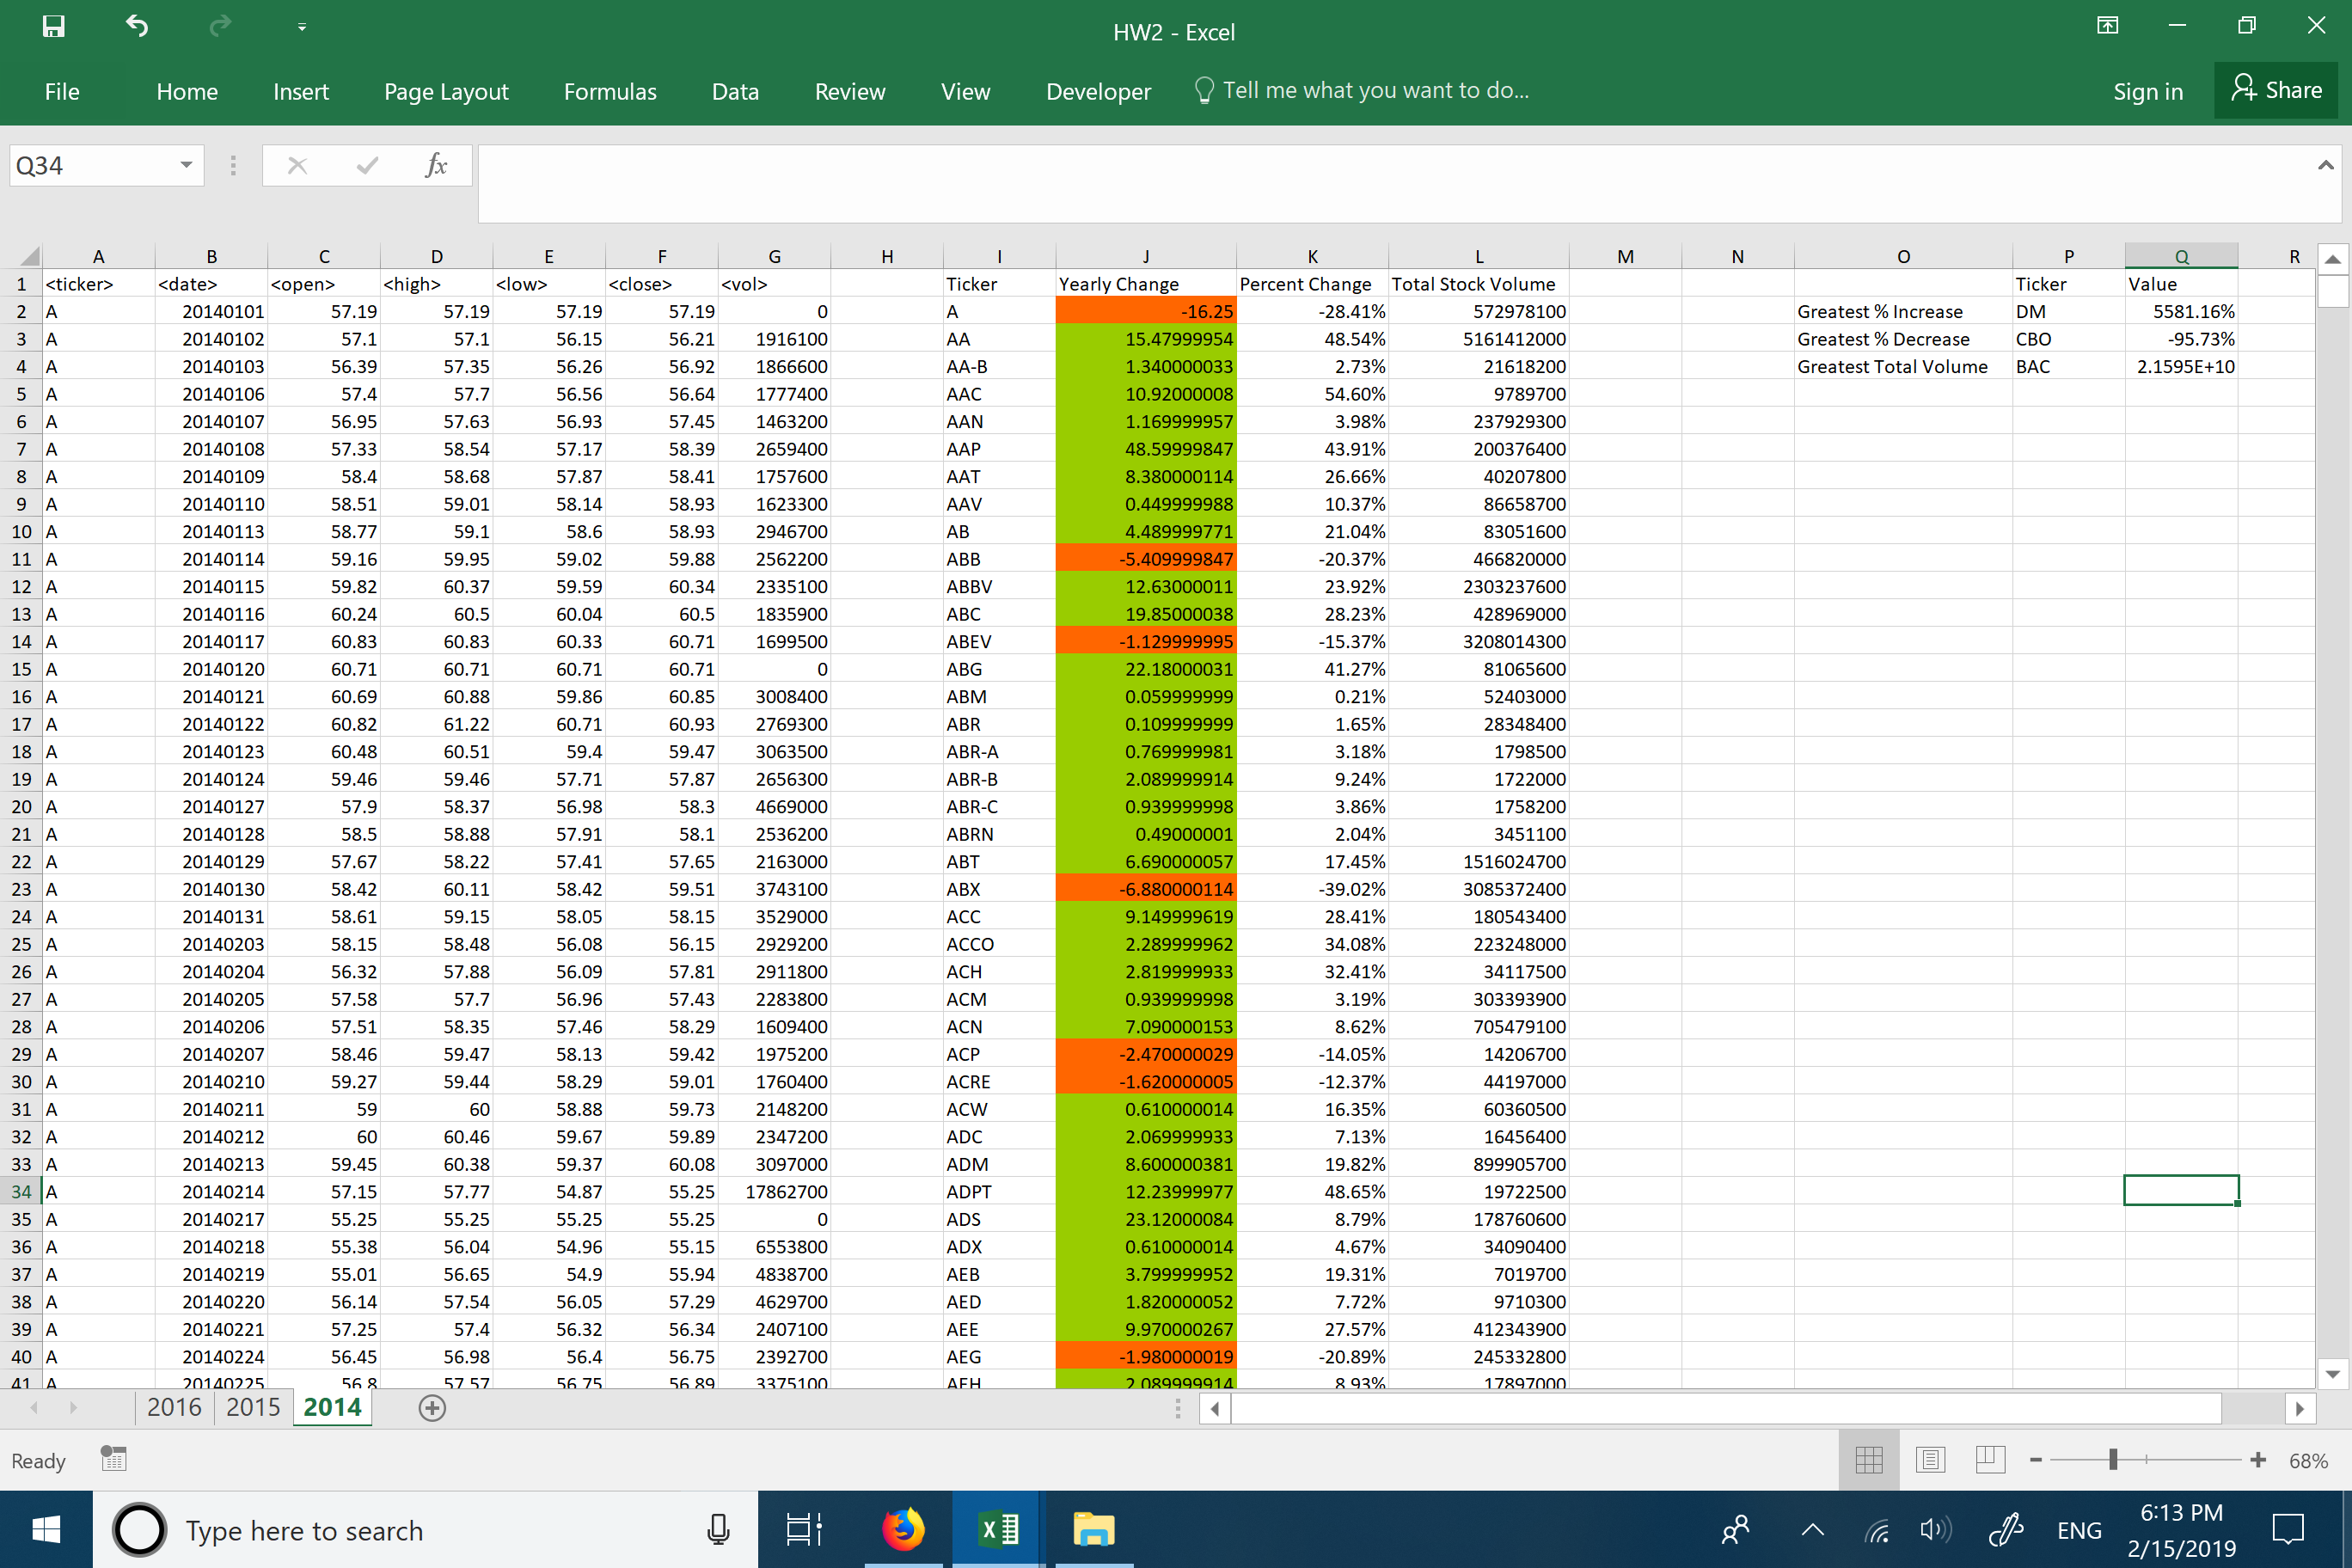 HW2 - Excel
File Home Insert Page Layout Formulas Data Review View Developer Tell me what you want to do... Sign in Share
Q34 fx
A B C D E F G H I J K L M N O P Q R
1 <ticker> <date> <open> <high> <low> <close> <vol> Ticker Yearly Change Percent Change Total Stock Volume Ticker Value
2 A 20140101 57.19 57.19 57.19 57.19 0 A -16.25 -28.41% 572978100 Greatest % Increase DM 5581.16%
3 A 20140102 57.1 57.1 56.15 56.21 1916100 AA 15.47999954 48.54% 5161412000 Greatest % Decrease CBO -95.73%
4 A 20140103 56.39 57.35 56.26 56.92 1866600 AA-B 1.340000033 2.73% 21618200 Greatest Total Volume BAC 2.1595E+10
5 A 20140106 57.4 57.7 56.56 56.64 1777400 AAC 10.92000008 54.60% 9789700
6 A 20140107 56.95 57.63 56.93 57.45 1463200 AAN 1.169999957 3.98% 237929300
7 A 20140108 57.33 58.54 57.17 58.39 2659400 AAP 48.59999847 43.91% 200376400
8 A 20140109 58.4 58.68 57.87 58.41 1757600 AAT 8.380000114 26.66% 40207800
9 A 20140110 58.51 59.01 58.14 58.93 1623300 AAV 0.449999988 10.37% 86658700
10 A 20140113 58.77 59.1 58.6 58.93 2946700 AB 4.489999771 21.04% 83051600
11 A 20140114 59.16 59.95 59.02 59.88 2562200 ABB -5.409999847 -20.37% 466820000
12 A 20140115 59.82 60.37 59.59 60.34 2335100 ABBV 12.63000011 23.92% 2303237600
13 A 20140116 60.24 60.5 60.04 60.5 1835900 ABC 19.85000038 28.23% 428969000
14 A 20140117 60.83 60.83 60.33 60.71 1699500 ABEV -1.129999995 -15.37% 3208014300
15 A 20140120 60.71 60.71 60.71 60.71 0 ABG 22.18000031 41.27% 81065600
16 A 20140121 60.69 60.88 59.86 60.85 3008400 ABM 0.059999999 0.21% 52403000
17 A 20140122 60.82 61.22 60.71 60.93 2769300 ABR 0.109999999 1.65% 28348400
18 A 20140123 60.48 60.51 59.4 59.47 3063500 ABR-A 0.769999981 3.18% 1798500
19 A 20140124 59.46 59.46 57.71 57.87 2656300 ABR-B 2.089999914 9.24% 1722000
20 A 20140127 57.9 58.37 56.98 58.3 4669000 ABR-C 0.939999998 3.86% 1758200
21 A 20140128 58.5 58.88 57.91 58.1 2536200 ABRN 0.49000001 2.04% 3451100
22 A 20140129 57.67 58.22 57.41 57.65 2163000 ABT 6.690000057 17.45% 1516024700
23 A 20140130 58.42 60.11 58.42 59.51 3743100 ABX -6.880000114 -39.02% 3085372400
24 A 20140131 58.61 59.15 58.05 58.15 3529000 ACC 9.149999619 28.41% 180543400
25 A 20140203 58.15 58.48 56.08 56.15 2929200 ACCO 2.289999962 34.08% 223248000
26 A 20140204 56.32 57.88 56.09 57.81 2911800 ACH 2.819999933 32.41% 34117500
27 A 20140205 57.58 57.7 56.96 57.43 2283800 ACM 0.939999998 3.19% 303393900
28 A 20140206 57.51 58.35 57.46 58.29 1609400 ACN 7.090000153 8.62% 705479100
29 A 20140207 58.46 59.47 58.13 59.42 1975200 ACP -2.470000029 -14.05% 14206700
30 A 20140210 59.27 59.44 58.29 59.01 1760400 ACRE -1.620000005 -12.37% 44197000
31 A 20140211 59 60 58.88 59.73 2148200 ACW 0.610000014 16.35% 60360500
32 A 20140212 60 60.46 59.67 59.89 2347200 ADC 2.069999933 7.13% 16456400
33 A 20140213 59.45 60.38 59.37 60.08 3097000 ADM 8.600000381 19.82% 899905700
34 A 20140214 57.15 57.77 54.87 55.25 17862700 ADPT 12.23999977 48.65% 19722500
35 A 20140217 55.25 55.25 55.25 55.25 0 ADS 23.12000084 8.79% 178760600
36 A 20140218 55.38 56.04 54.96 55.15 6553800 ADX 0.610000014 4.67% 34090400
37 A 20140219 55.01 56.65 54.9 55.94 4838700 AEB 3.799999952 19.31% 7019700
38 A 20140220 56.14 57.54 56.05 57.29 4629700 AED 1.820000052 7.72% 9710300
39 A 20140221 57.25 57.4 56.32 56.34 2407100 AEE 9.970000267 27.57% 412343900
40 A 20140224 56.45 56.98 56.4 56.75 2392700 AEG -1.980000019 -20.89% 245332800
41 A 20140225 56.8 57.57 56.75 56.89 3375100 AEH 2.089999914 8.93% 17897000
2016 2015 2014
Ready 68%
Type here to search ENG 6:13 PM
2/15/2019